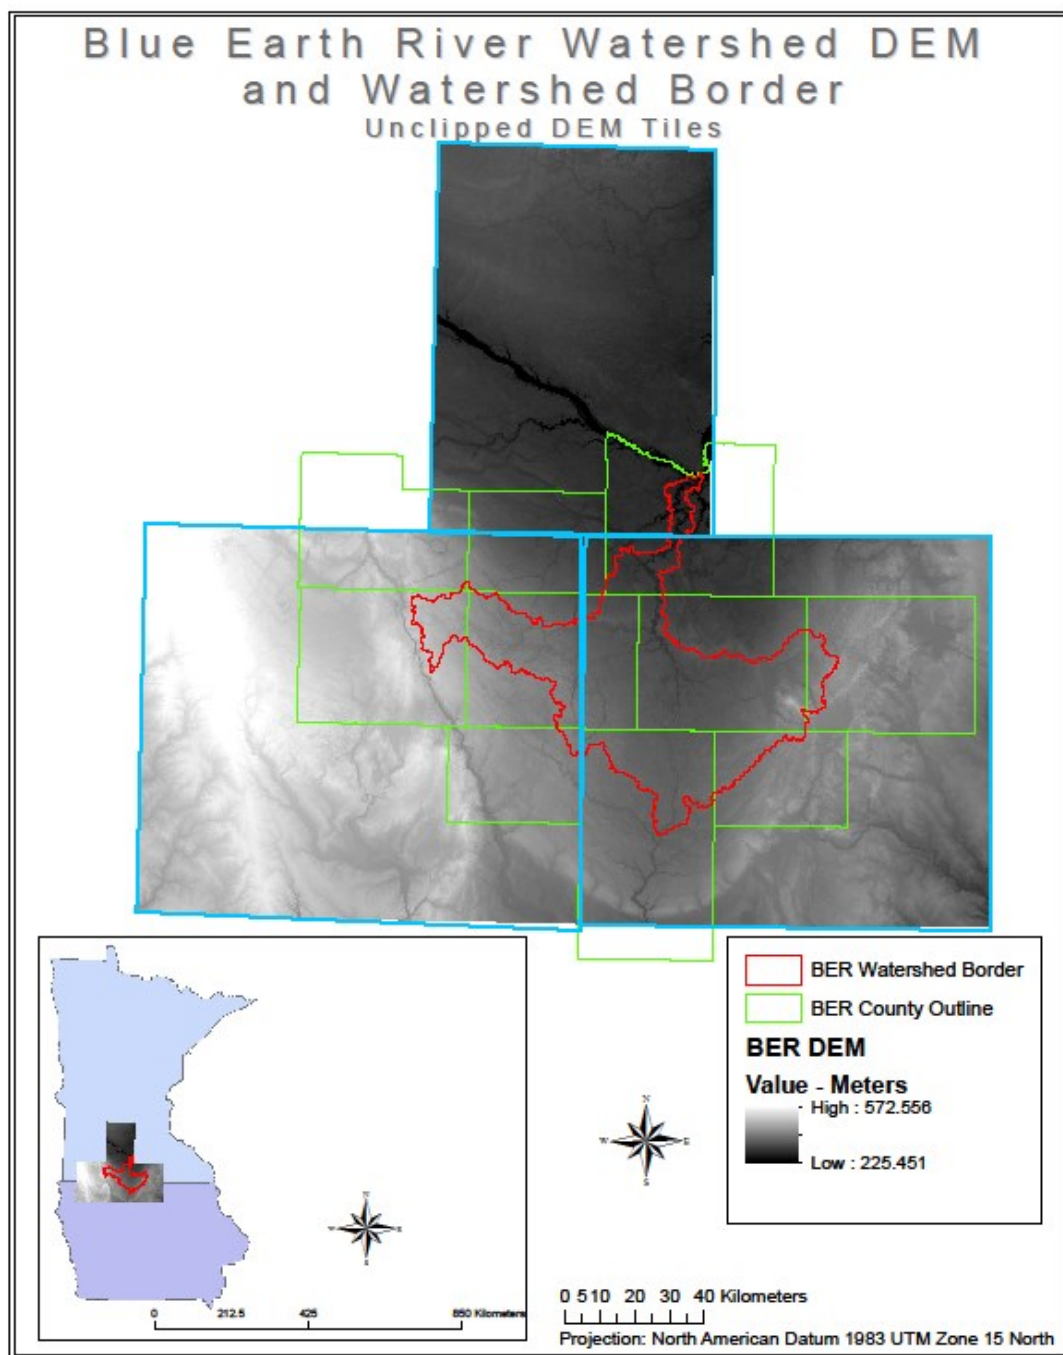 Blue Earth River Watershed DEM
and Watershed Border
Unclipped DEM Tiles
BER Watershed Border
BER County Outline
BER DEM
Value - Meters
High : 572.556
Low : 225.451
N
W E
S
N
W E
S
0 212.5 425 850 Kilometers
0 5 10 20 30 40 Kilometers
Projection: North American Datum 1983 UTM Zone 15 North